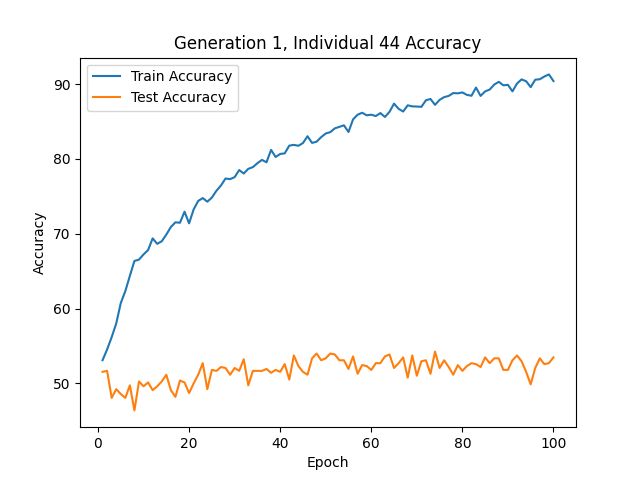 Generation 1, Individual 44 Accuracy
Train Accuracy
Test Accuracy
Accuracy
90
80
70
60
50
0 20 40 60 80 100
Epoch